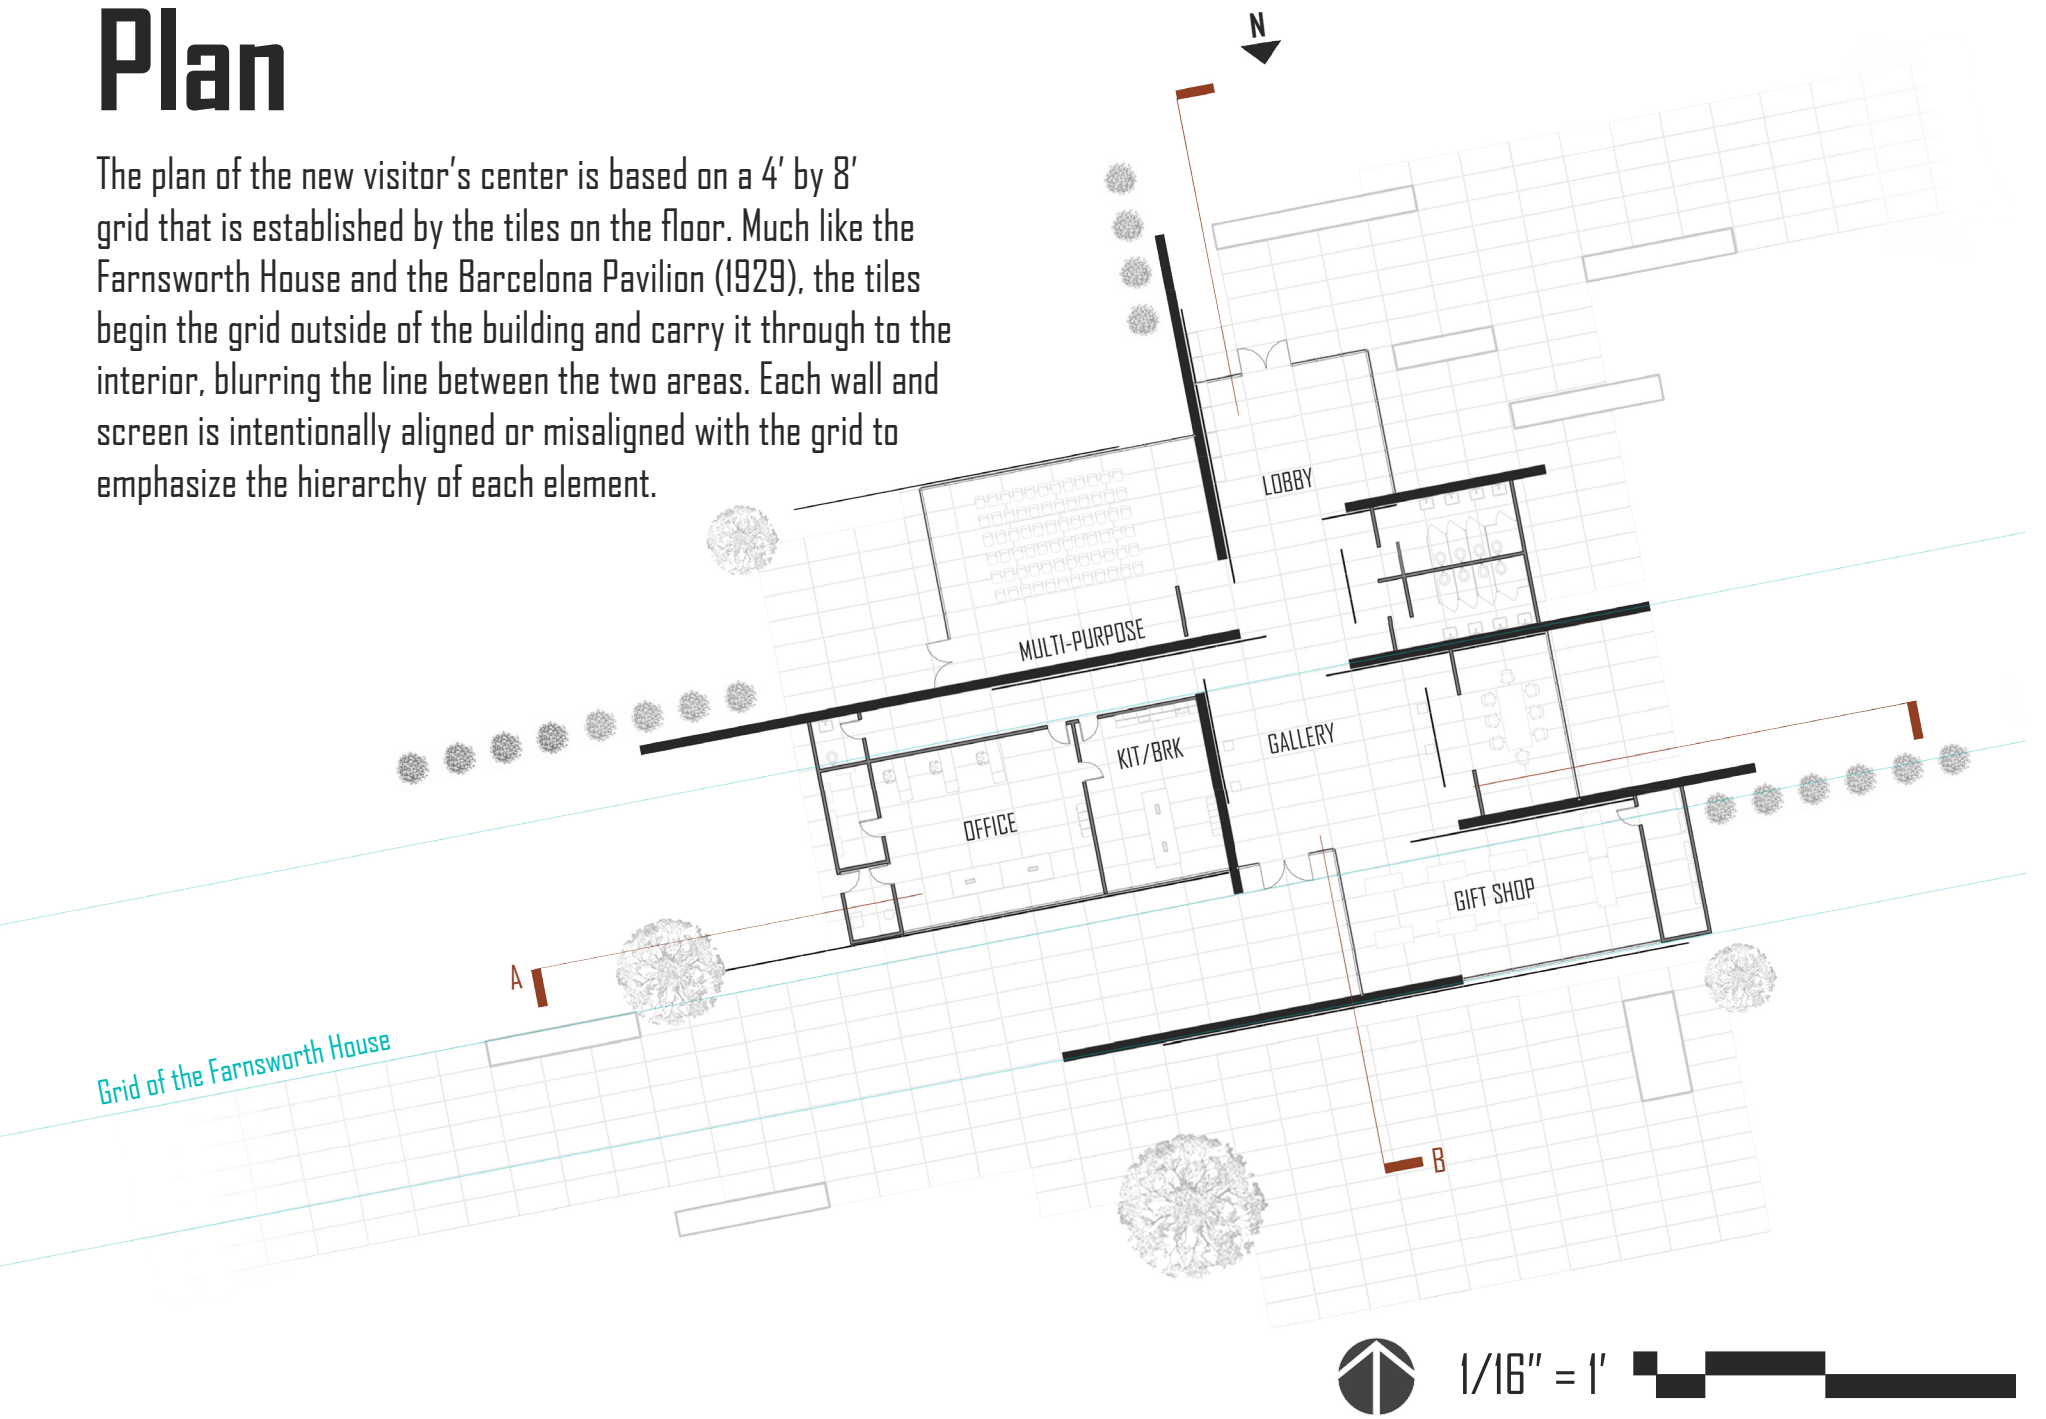 Plan
N
The plan of the new visitor's center is based on a 4' by 8'
grid that is established by the tiles on the floor. Much like the
Farnsworth House and the Barcelona Pavilion (1929), the tiles
begin the grid outside of the building and carry it through to the
interior, blurring the line between the two areas. Each wall and
screen is intentionally aligned or misaligned with the grid to
emphasize the hierarchy of each element.
LOBBY
MULTI-PURPOSE
GALLERY
KIT/BRK
OFFICE
GIFT SHOP
A
Grid of the Farnsworth House
B
1/16" = 1'